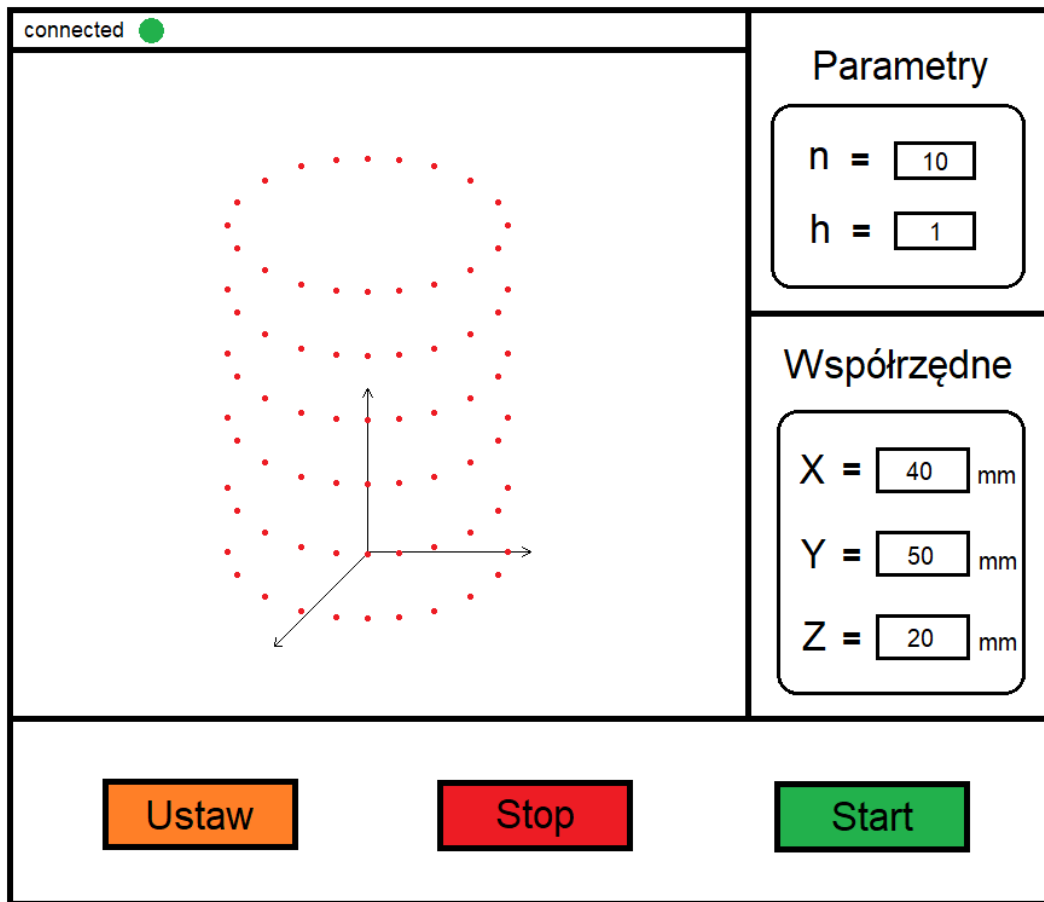 connected
Parametry
n = 10
h = 1
Współrzędne
X = 40 mm
Y = 50 mm
Z = 20 mm
Ustaw
Stop
Start